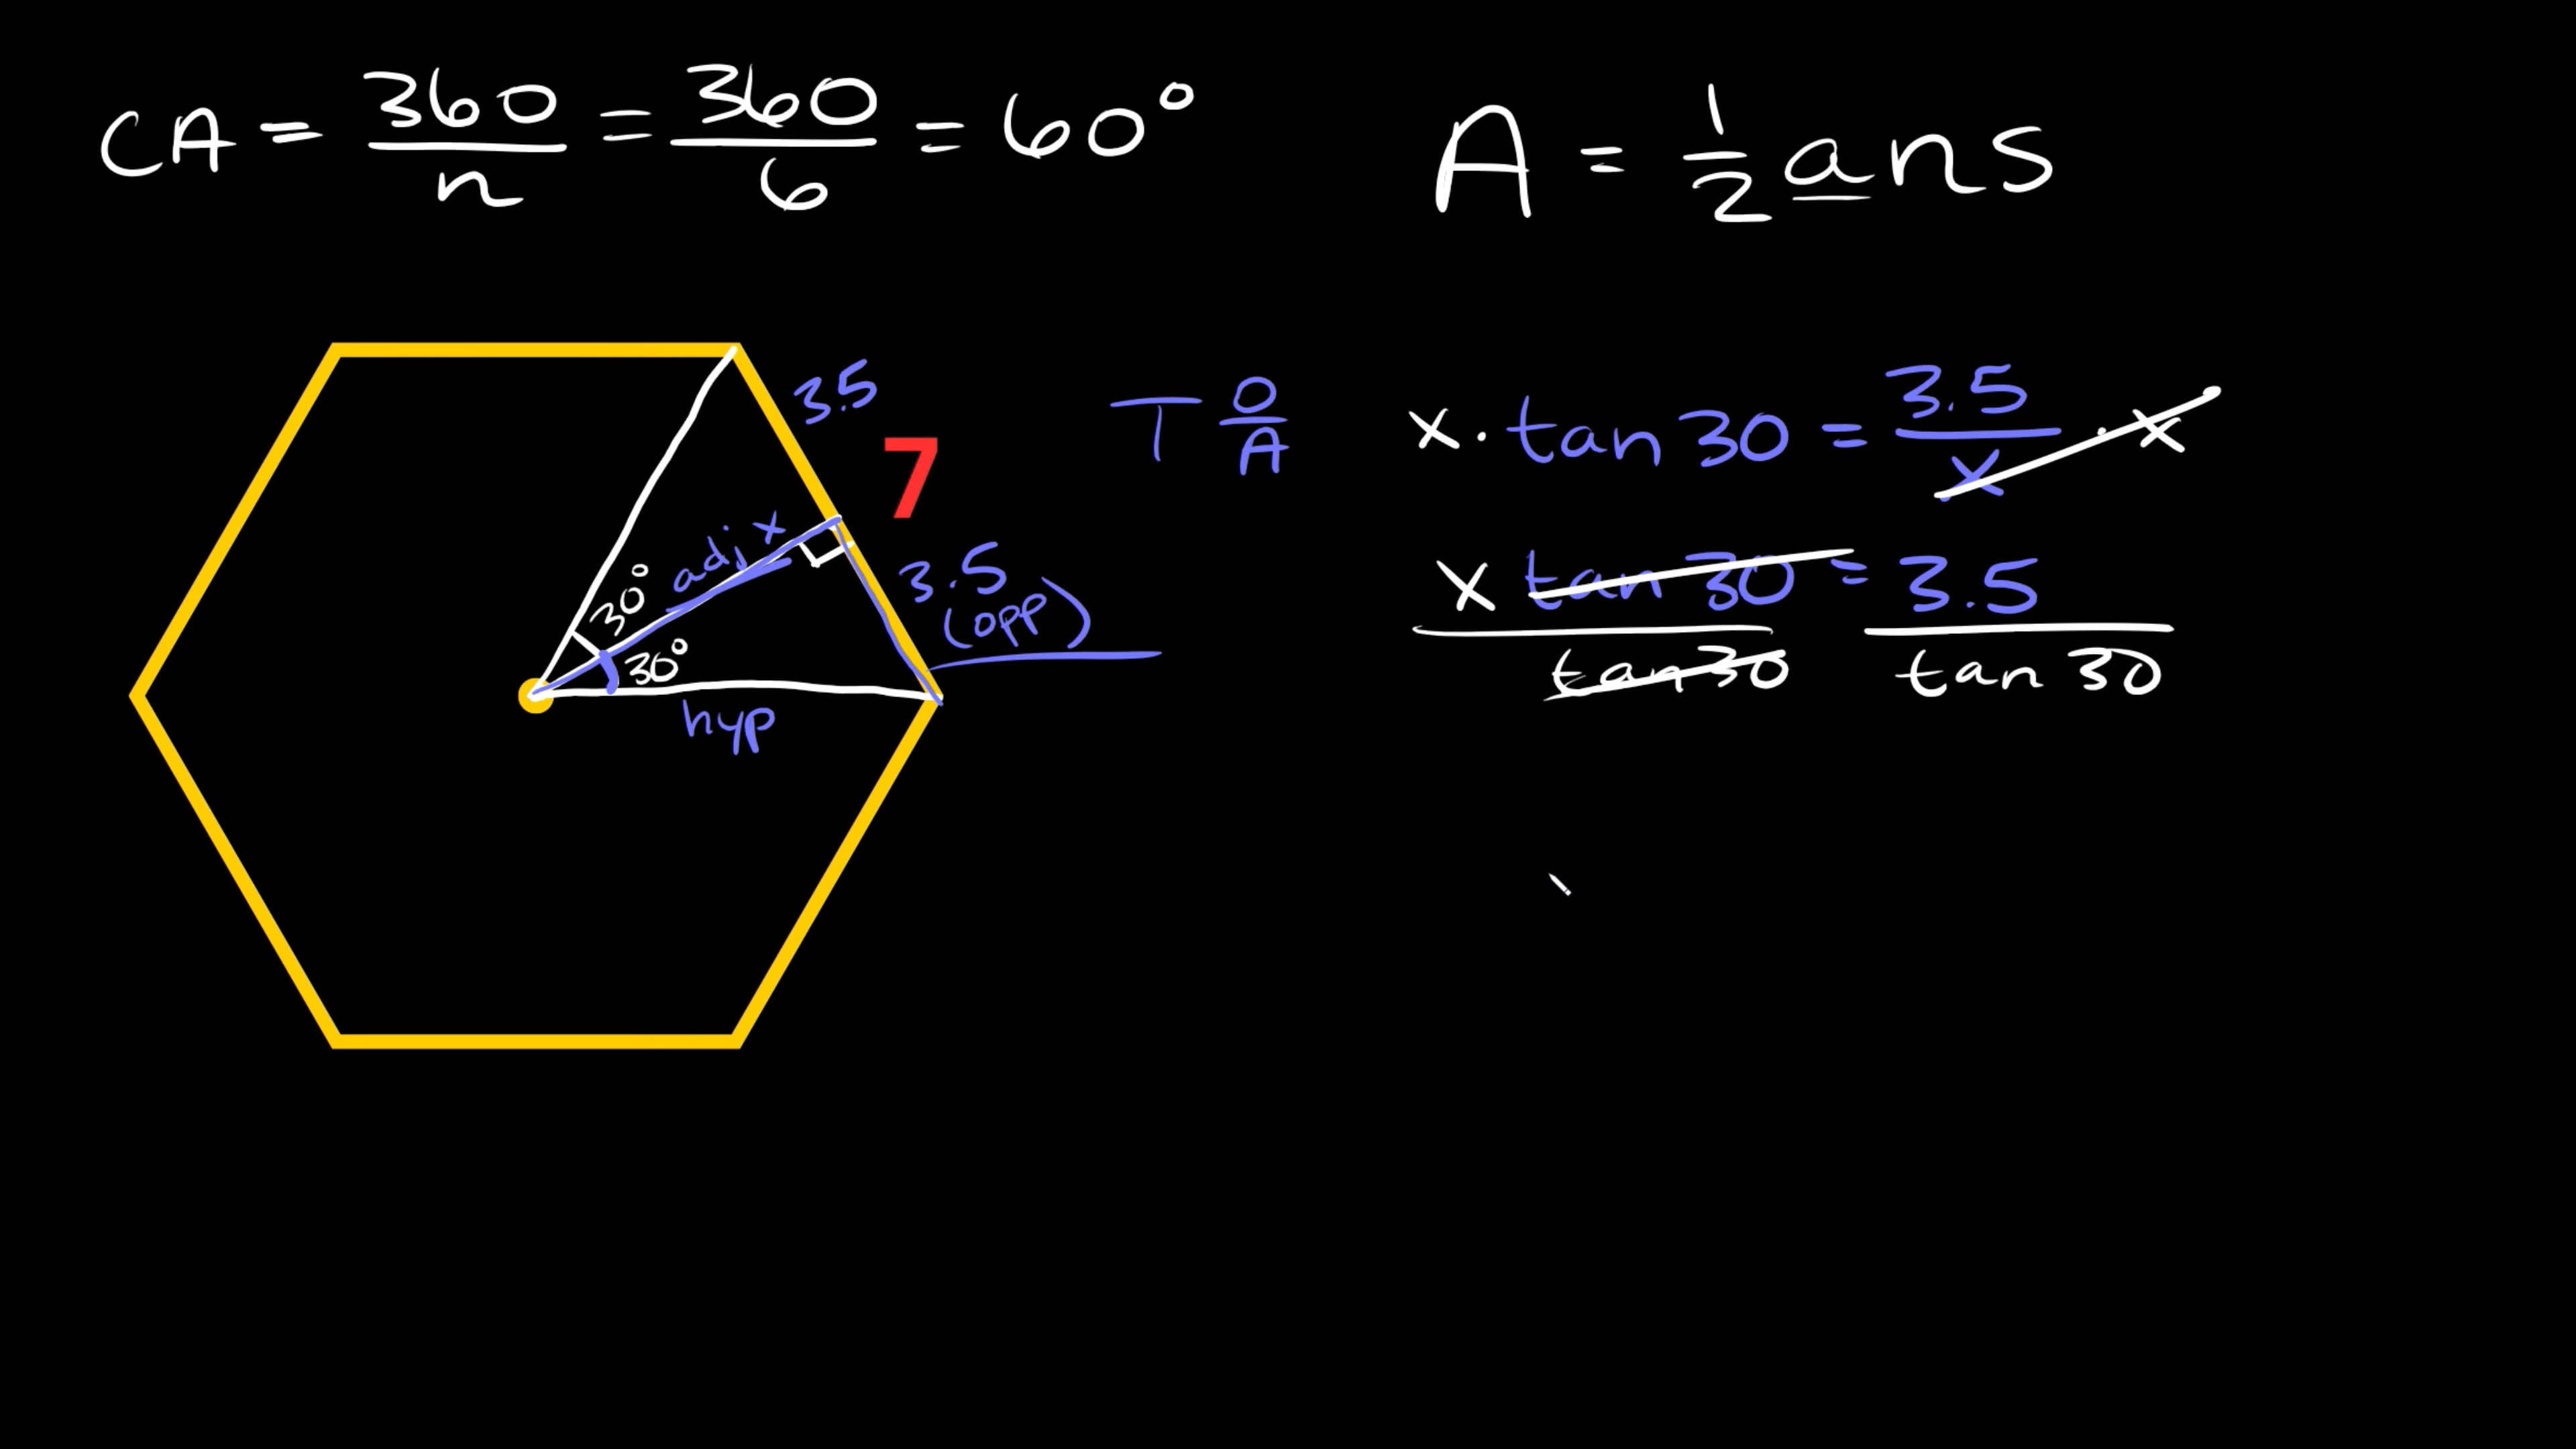 CA = 360/n = 360/6 = 60°
A = 1/2 ans
3.5
7
T O/A
x · tan 30 = 3.5/x · x
adj x
3.5
(opp)
30°
30°
hyp
x tan 30 = 3.5
tan 30 tan 30